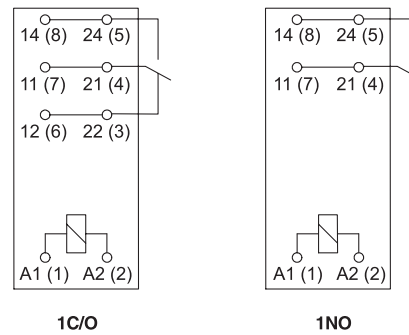 14 (8) 24 (5)
11 (7) 21 (4)
12 (6) 22 (3)
A1 (1) A2 (2)
1C/O
14 (8) 24 (5)
11 (7) 21 (4)
A1 (1) A2 (2)
1NO